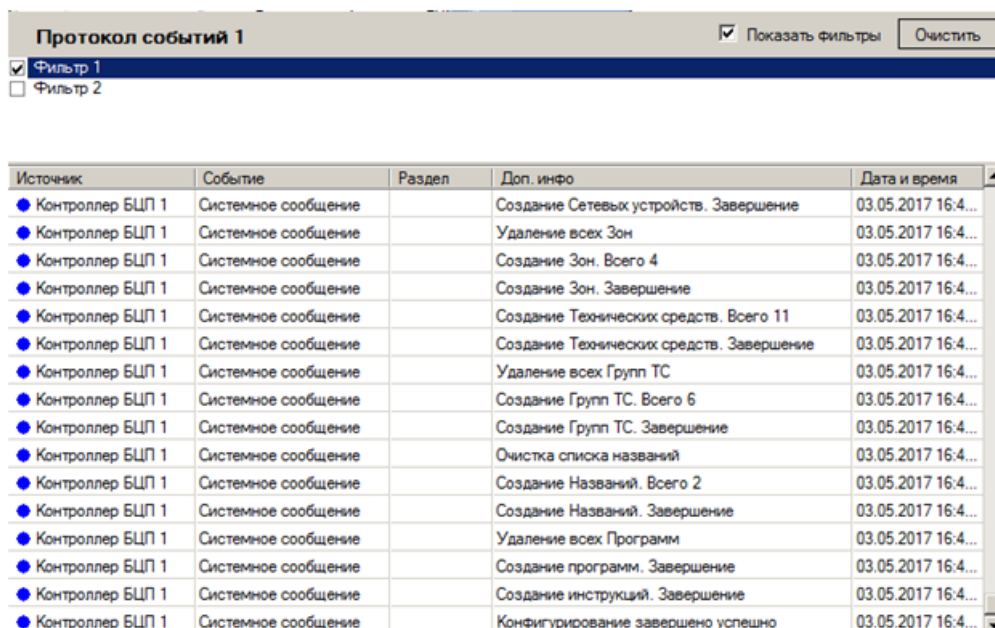 Протокол событий 1 Показать фильтры Очистить
Фильтр 1
Фильтр 2
Источник Событие Раздел Доп. инфо Дата и время
Контроллер БЦП 1 Системное сообщение Создание Сетевых устройств. Завершение 03.05.2017 16:4...
Контроллер БЦП 1 Системное сообщение Удаление всех Зон 03.05.2017 16:4...
Контроллер БЦП 1 Системное сообщение Создание Зон. Всего 4 03.05.2017 16:4...
Контроллер БЦП 1 Системное сообщение Создание Зон. Завершение 03.05.2017 16:4...
Контроллер БЦП 1 Системное сообщение Создание Технических средств. Всего 11 03.05.2017 16:4...
Контроллер БЦП 1 Системное сообщение Создание Технических средств. Завершение 03.05.2017 16:4...
Контроллер БЦП 1 Системное сообщение Удаление всех Групп ТС 03.05.2017 16:4...
Контроллер БЦП 1 Системное сообщение Создание Групп ТС. Всего 6 03.05.2017 16:4...
Контроллер БЦП 1 Системное сообщение Создание Групп ТС. Завершение 03.05.2017 16:4...
Контроллер БЦП 1 Системное сообщение Очистка списка названий 03.05.2017 16:4...
Контроллер БЦП 1 Системное сообщение Создание Названий. Всего 2 03.05.2017 16:4...
Контроллер БЦП 1 Системное сообщение Создание Названий. Завершение 03.05.2017 16:4...
Контроллер БЦП 1 Системное сообщение Удаление всех Программ 03.05.2017 16:4...
Контроллер БЦП 1 Системное сообщение Создание программ. Завершение 03.05.2017 16:4...
Контроллер БЦП 1 Системное сообщение Создание инструкций. Завершение 03.05.2017 16:4...
Контроллер БЦП 1 Системное сообщение Конфигурирование завершено успешно 03.05.2017 16:4...